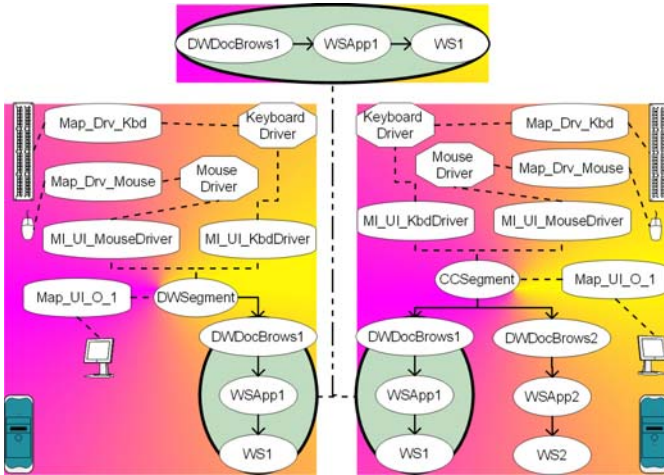 DWDocBrows1
WSApp1
WS1
Map_Drv_Kbd
Keyboard
Driver
Map_Drv_Mouse
Mouse
Driver
MI_UI_MouseDriver
MI_UI_KbdDriver
Map_UI_O_1
DWSegment
DWDocBrows1
WSApp1
WS1
Keyboard
Driver
Map_Drv_Kbd
Mouse
Driver
Map_Drv_Mouse
MI_UI_KbdDriver
MI_UI_MouseDriver
CCSegment
Map_UI_O_1
DWDocBrows1
DWDocBrows2
WSApp1
WSApp2
WS1
WS2